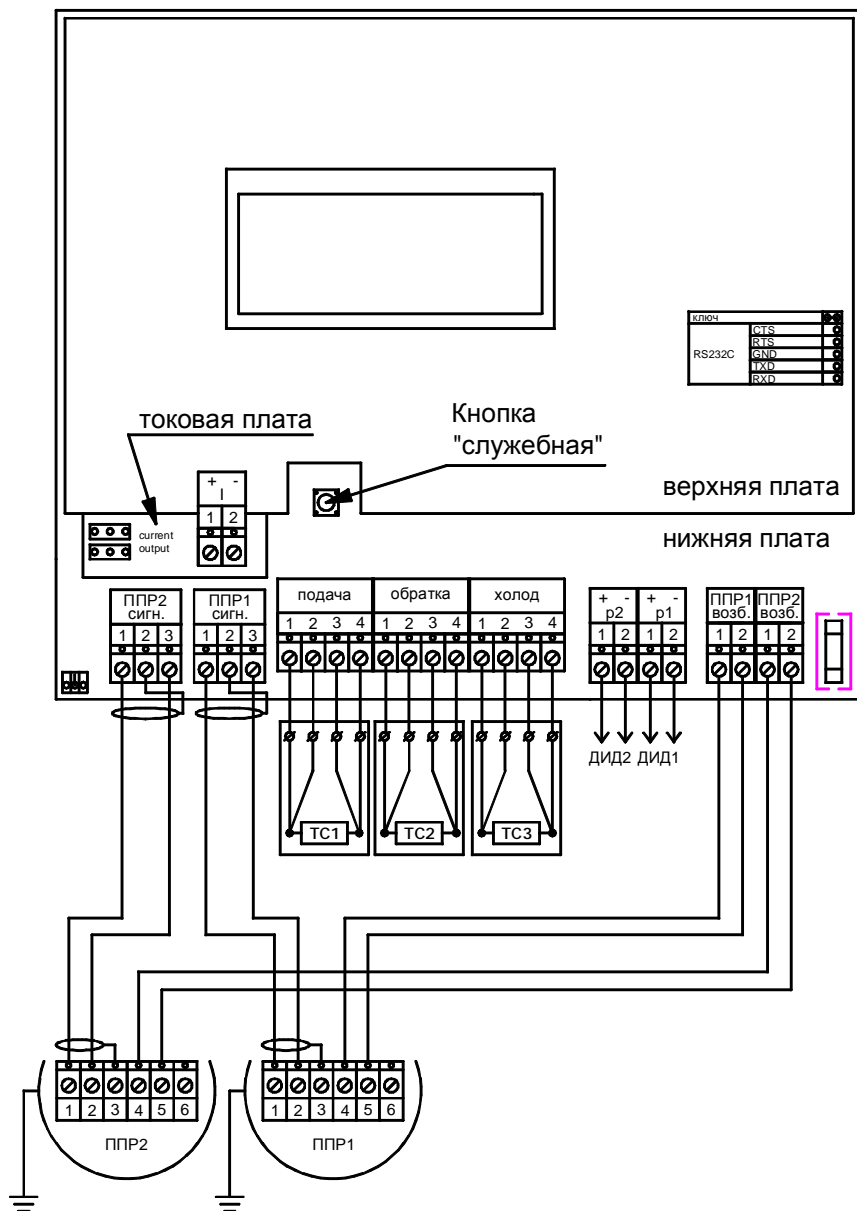 ключ
RS232C
CTS
RTS
GND
TXD
RXD
токовая плата
Кнопка
"служебная"
верхняя плата
нижняя плата
+ -
I
1 2
current
output
ППР2
сигн.
1 2 3
ППР1
сигн.
1 2 3
подача
1 2 3 4
обратка
1 2 3 4
холод
1 2 3 4
+ -
р2
1 2
+ -
р1
1 2
ППР1
возб.
1 2
ППР2
возб.
1 2
ДИД2 ДИД1
ТС1
ТС2
ТС3
1 2 3 4 5 6
ППР2
1 2 3 4 5 6
ППР1